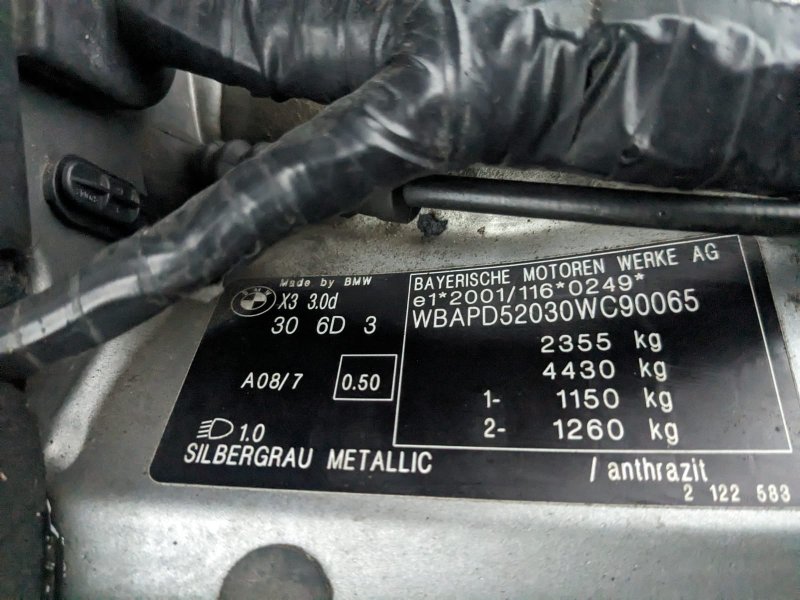 Made by BMW
X3 3.0d
30 6D 3
A08/7 0.50
1.0
SILBERGRAU METALLIC
BAYERISCHE MOTOREN WERKE AG
e1*2001/116*0249*
WBAPD52030WC90065
2355 kg
4430 kg
1- 1150 kg
2- 1260 kg
/ anthrazit
2 122 583